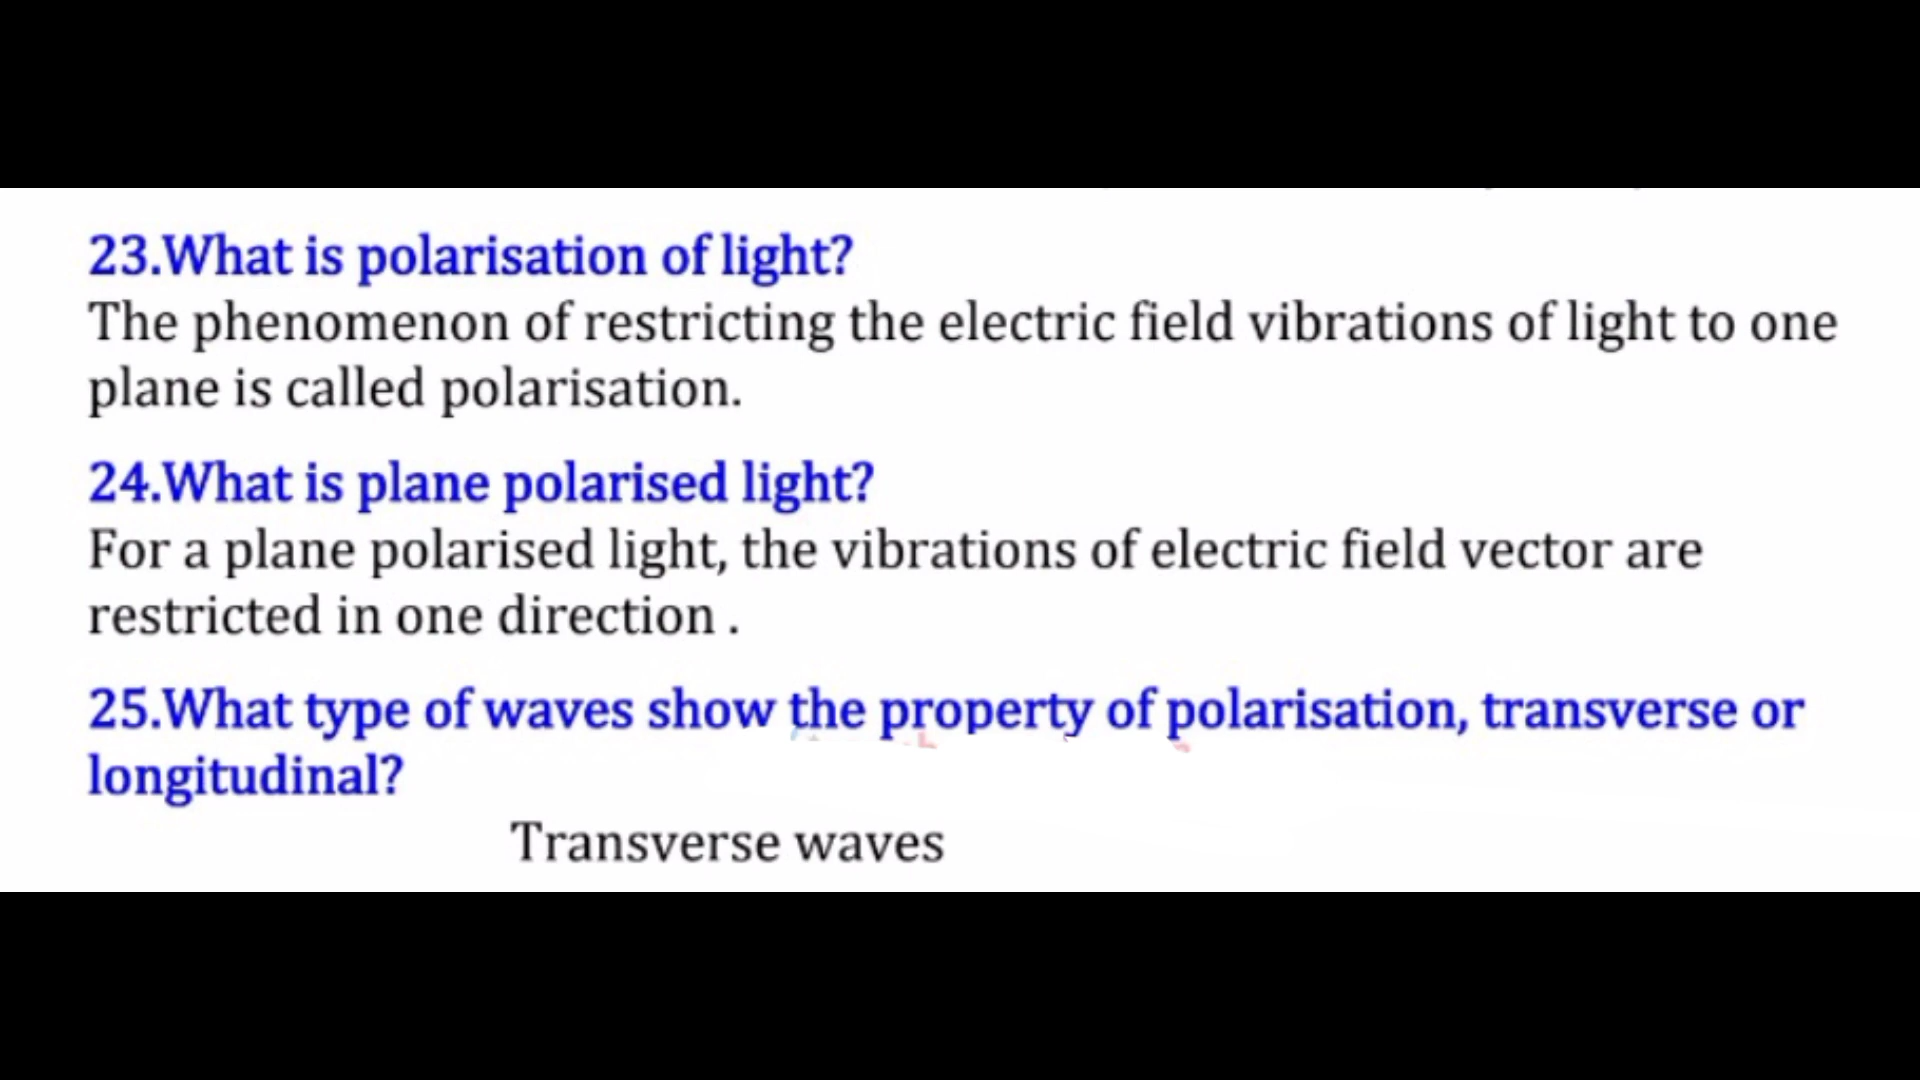 23.What is polarisation of light?
The phenomenon of restricting the electric field vibrations of light to one
plane is called polarisation.
24.What is plane polarised light?
For a plane polarised light, the vibrations of electric field vector are
restricted in one direction .
25.What type of waves show the property of polarisation, transverse or
longitudinal?
Transverse waves